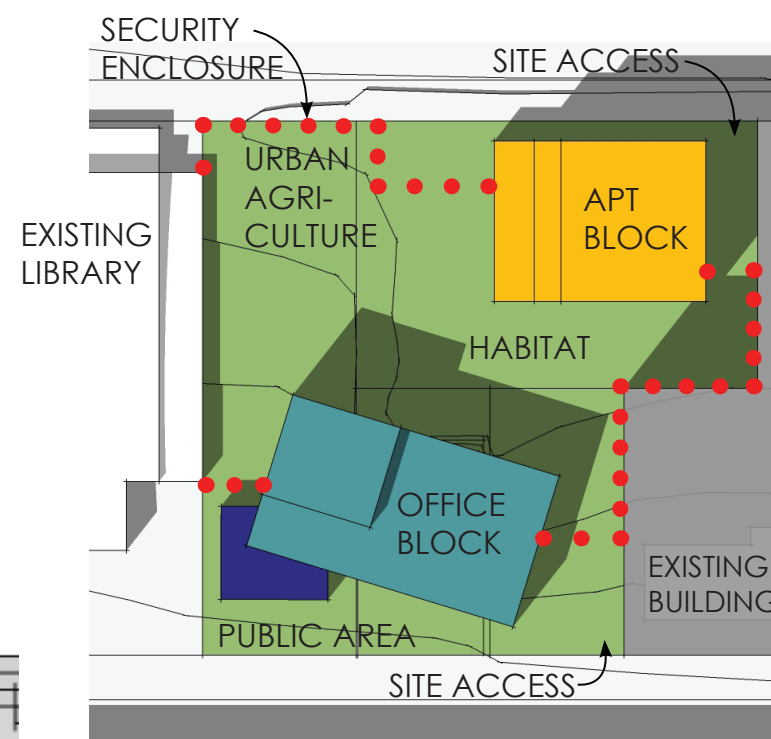 SECURITY
ENCLOSURE
SITE ACCESS
URBAN
AGRI-
CULTURE
APT
BLOCK
EXISTING
LIBRARY
HABITAT
OFFICE
BLOCK
EXISTING
BUILDING
PUBLIC AREA
SITE ACCESS